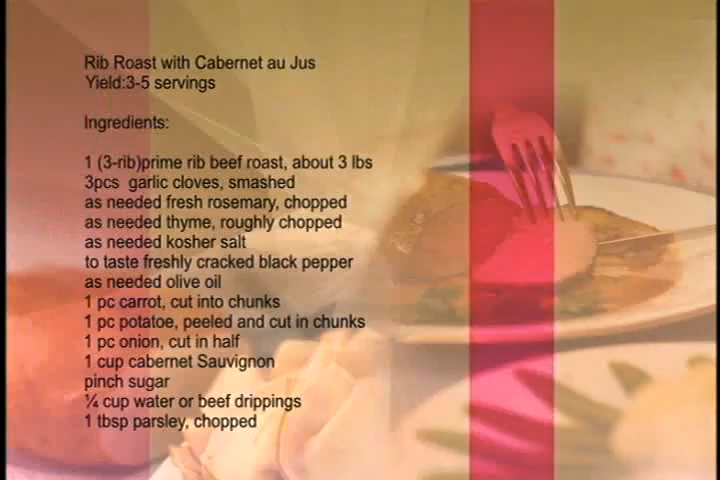 Rib Roast with Cabernet au Jus
Yield:3-5 servings
Ingredients:
1 (3-rib)prime rib beef roast, about 3 lbs
3pcs  garlic cloves, smashed
as needed fresh rosemary, chopped
as needed thyme, roughly chopped
as needed kosher salt
to taste freshly cracked black pepper
as needed olive oil
1 pc carrot, cut into chunks
1 pc potatoe, peeled and cut in chunks
1 pc onion, cut in half
1 cup cabernet Sauvignon
pinch sugar
¼ cup water or beef drippings
1 tbsp parsley, chopped